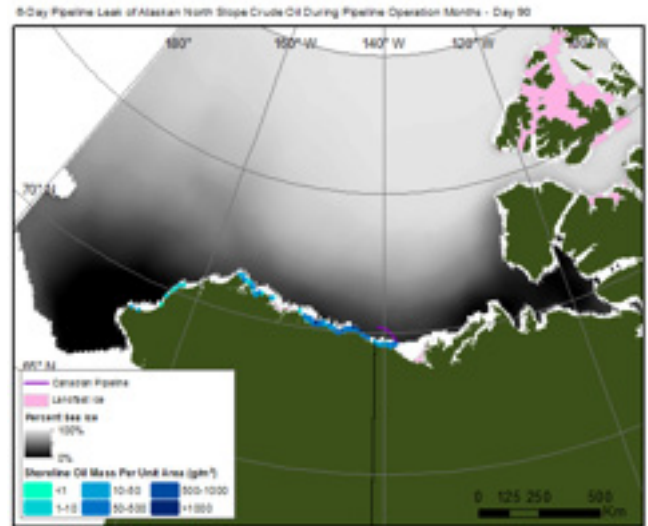 6-Day Pipeline Leak of Alaskan North Slope Crude Oil During Pipeline Operation Months - Day 90
180° 160° W 140° W 120° W 100° W
70° N
65° N
Canadian Pipeline
Landfast Ice
Percent Sea Ice
100%
0%
Shoreline Oil Mass Per Unit Area (g/m²)
<1 10-50 500-1000
1-10 50-500 >1000
0 125 250 500
Km